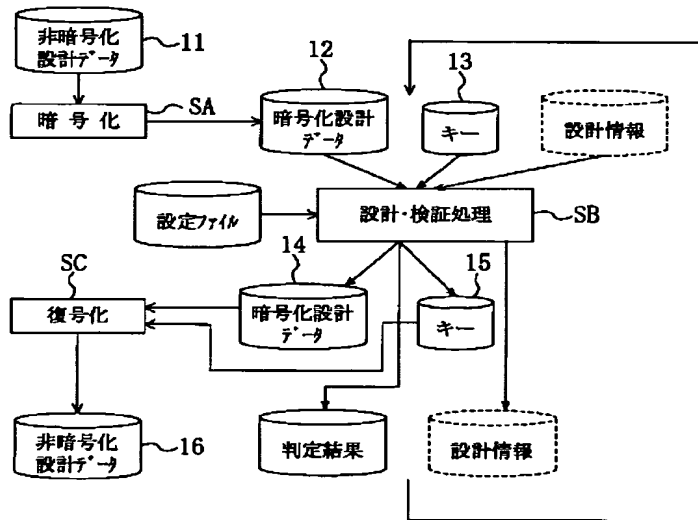 非暗号化
設計ﾃﾞｰﾀ
11
暗号化
SA
12
暗号化設計
ﾃﾞｰﾀ
13
キー
設計情報
設定ファイル
設計・検証処理
SB
SC
復号化
14
暗号化設計
ﾃﾞｰﾀ
15
キー
非暗号化
設計ﾃﾞｰﾀ
16
判定結果
設計情報